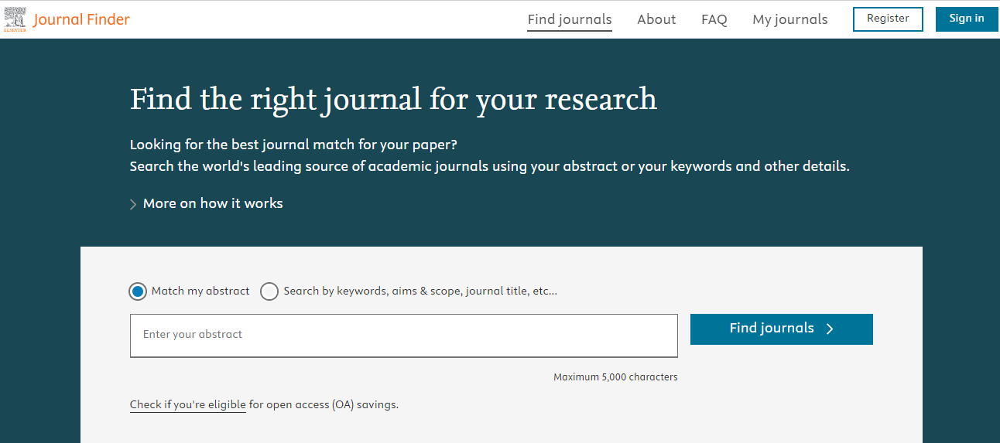 ELSEVIER
Journal Finder
Find journals
About
FAQ
My journals
Register
Sign in
Find the right journal for your research
Looking for the best journal match for your paper?
Search the world's leading source of academic journals using your abstract or your keywords and other details.
More on how it works
Match my abstract
Search by keywords, aims & scope, journal title, etc...
Enter your abstract
Find journals
Maximum 5,000 characters
Check if you're eligible for open access (OA) savings.